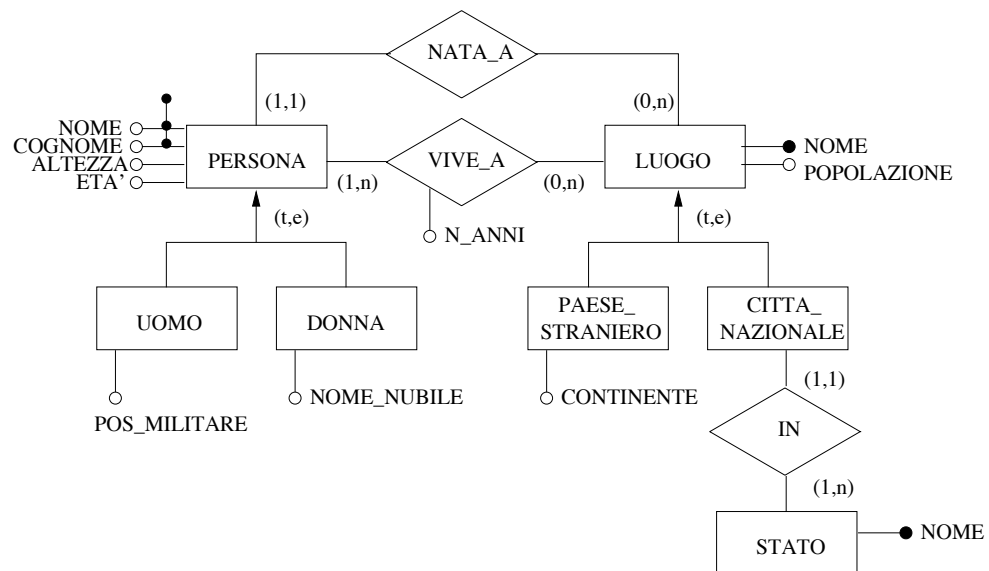 NATA_A
(1,1)
(0,n)
NOME
COGNOME
ALTEZZA
ETA'
PERSONA
(1,n)
VIVE_A
(0,n)
LUOGO
NOME
POPOLAZIONE
N_ANNI
(t,e)
(t,e)
UOMO
DONNA
PAESE_
STRANIERO
CITTA_
NAZIONALE
POS_MILITARE
NOME_NUBILE
CONTINENTE
(1,1)
IN
(1,n)
STATO
NOME